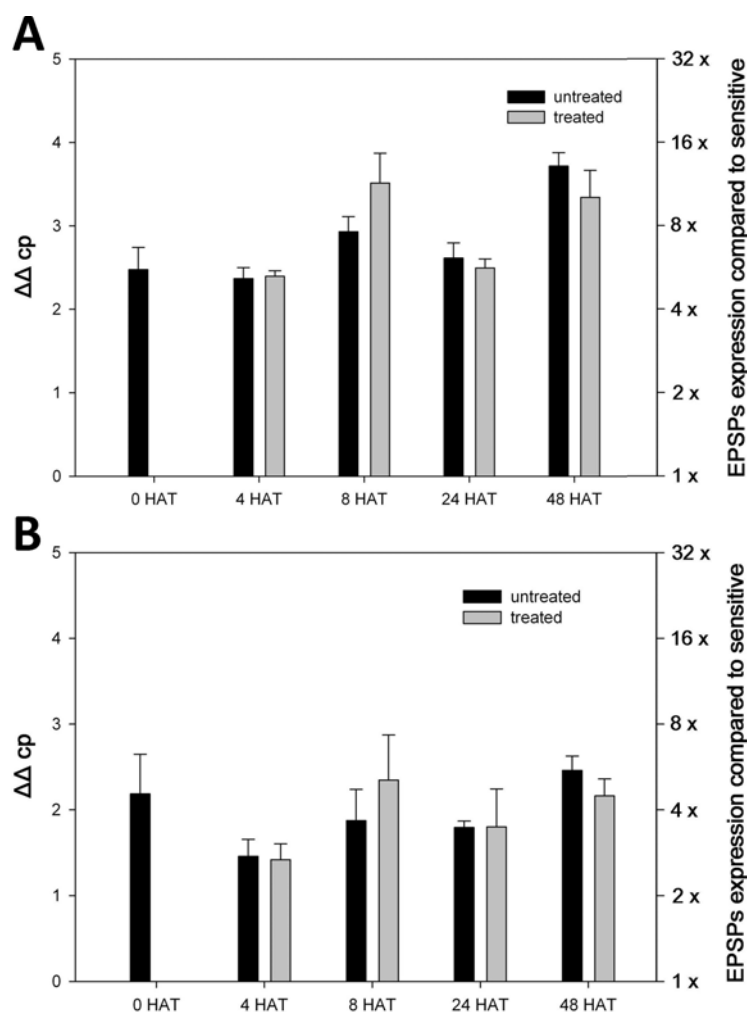 A
5
4
3
2
1
0
ΔΔ cp
32 x
16 x
8 x
4 x
2 x
1 x
EPSPs expression compared to sensitive
untreated
treated
0 HAT
4 HAT
8 HAT
24 HAT
48 HAT
B
5
4
3
2
1
0
ΔΔ cp
32 x
16 x
8 x
4 x
2 x
1 x
EPSPs expression compared to sensitive
untreated
treated
0 HAT
4 HAT
8 HAT
24 HAT
48 HAT